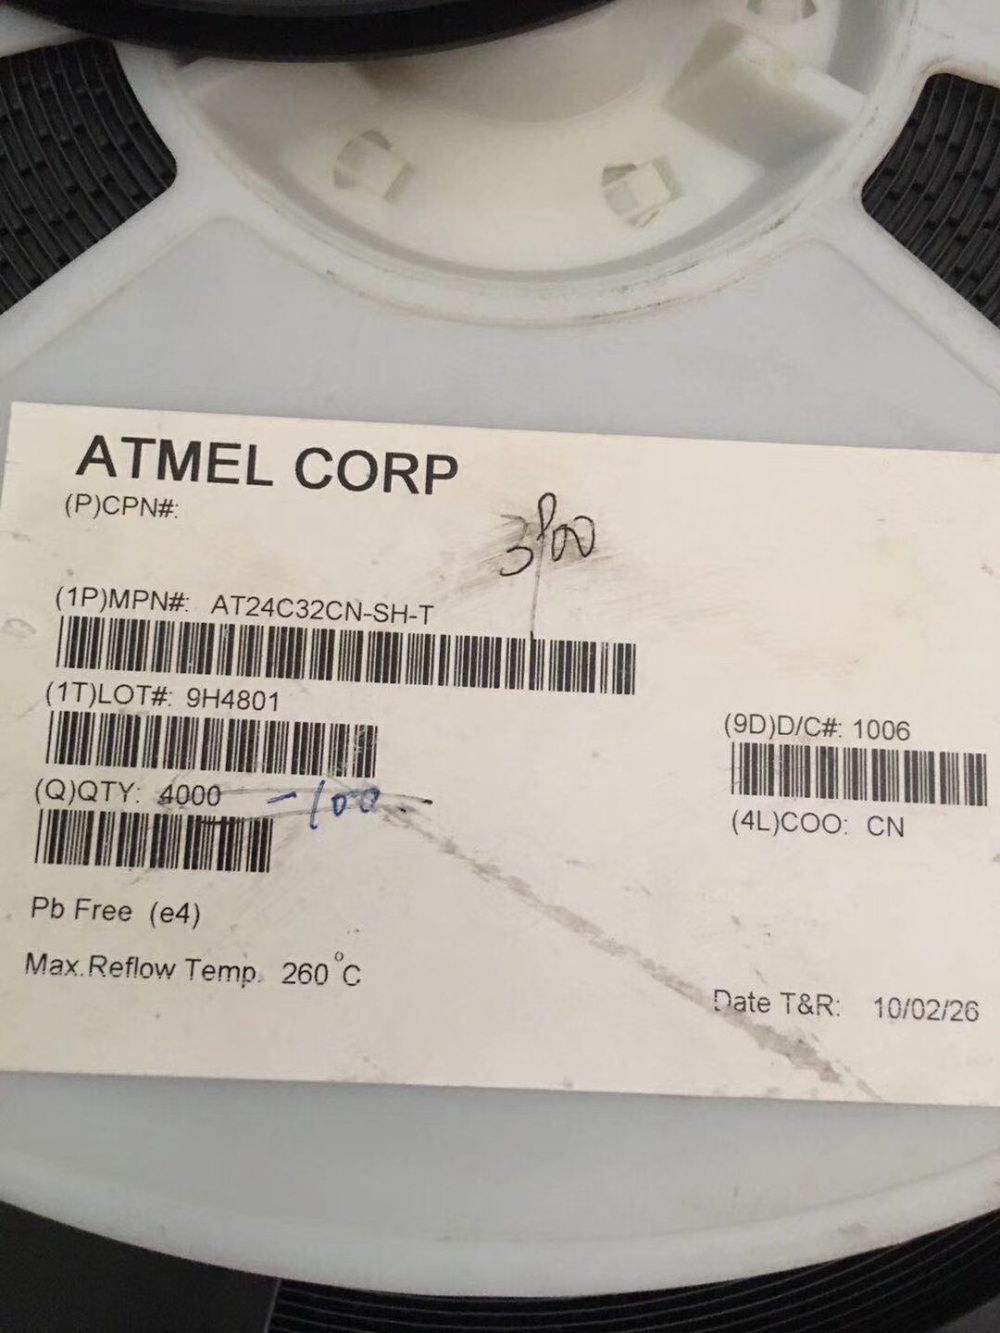 ATMEL CORP
(P)CPN#:
3900
(1P)MPN#: AT24C32CN-SH-T
(1T)LOT#: 9H4801
(9D)D/C#: 1006
(Q)QTY: 4000 -100
(4L)COO: CN
Pb Free (e4)
Max.Reflow Temp. 260°C
Date T&R: 10/02/26